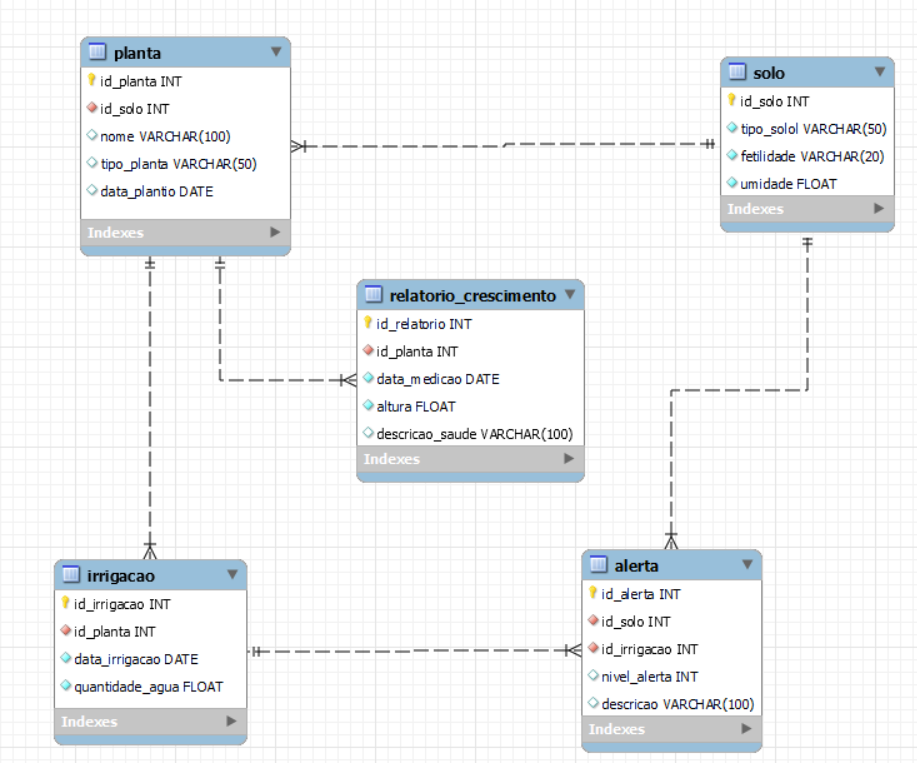 planta
id_planta INT
id_solo INT
nome VARCHAR(100)
tipo_planta VARCHAR(50)
data_plantio DATE
Indexes
solo
id_solo INT
tipo_solol VARCHAR(50)
fetilidade VARCHAR(20)
umidade FLOAT
Indexes
relatorio_crescimento
id_relatorio INT
id_planta INT
data_medicao DATE
altura FLOAT
descricao_saude VARCHAR(100)
Indexes
irrigacao
id_irrigacao INT
id_planta INT
data_irrigacao DATE
quantidade_agua FLOAT
Indexes
alerta
id_alerta INT
id_solo INT
id_irrigacao INT
nivel_alerta INT
descricao VARCHAR(100)
Indexes